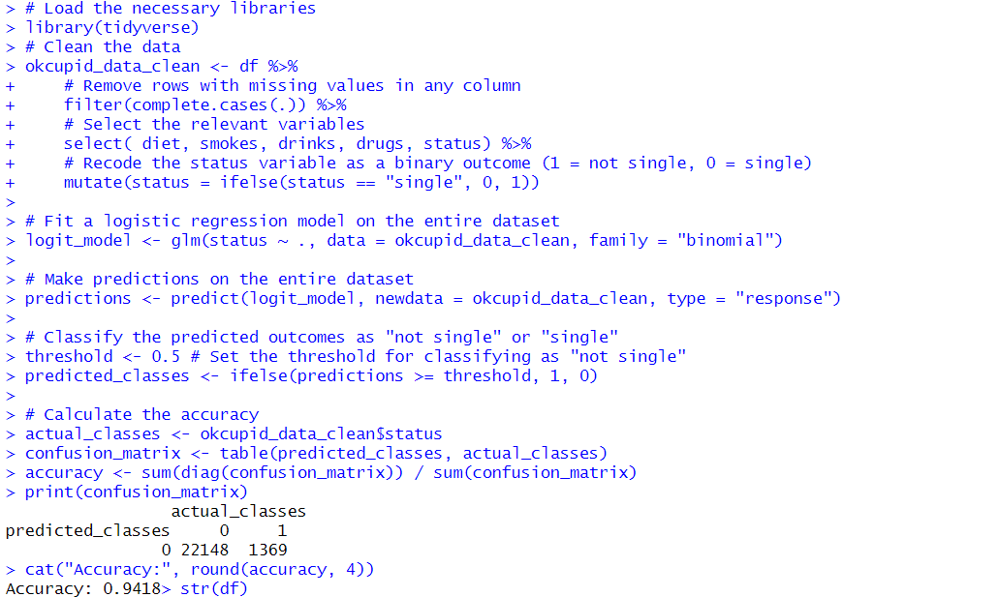 > # Load the necessary libraries
> library(tidyverse)
> # Clean the data
> okcupid_data_clean <- df %>%
+     # Remove rows with missing values in any column
+     filter(complete.cases(.)) %>%
+     # Select the relevant variables
+     select( diet, smokes, drinks, drugs, status) %>%
+     # Recode the status variable as a binary outcome (1 = not single, 0 = single)
+     mutate(status = ifelse(status == "single", 0, 1))
>
> # Fit a logistic regression model on the entire dataset
> logit_model <- glm(status ~ ., data = okcupid_data_clean, family = "binomial")
>
> # Make predictions on the entire dataset
> predictions <- predict(logit_model, newdata = okcupid_data_clean, type = "response")
>
> # Classify the predicted outcomes as "not single" or "single"
> threshold <- 0.5 # Set the threshold for classifying as "not single"
> predicted_classes <- ifelse(predictions >= threshold, 1, 0)
>
> # Calculate the accuracy
> actual_classes <- okcupid_data_clean$status
> confusion_matrix <- table(predicted_classes, actual_classes)
> accuracy <- sum(diag(confusion_matrix)) / sum(confusion_matrix)
> print(confusion_matrix)
                 actual_classes
predicted_classes     0     1
                0 22148  1369
> cat("Accuracy:", round(accuracy, 4))
Accuracy: 0.9418> str(df)